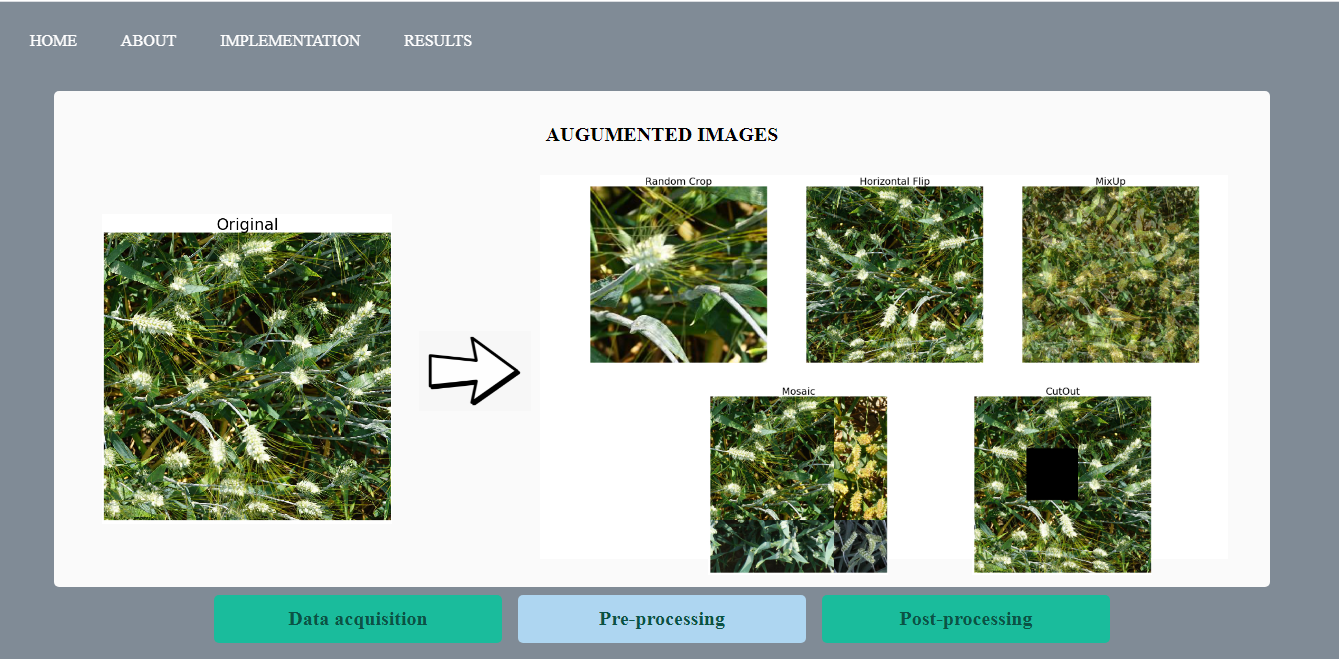 HOME ABOUT IMPLEMENTATION RESULTS
AUGUMENTED IMAGES
Original
Random Crop Horizontal Flip MixUp
Mosaic CutOut
Data acquisition Pre-processing Post-processing